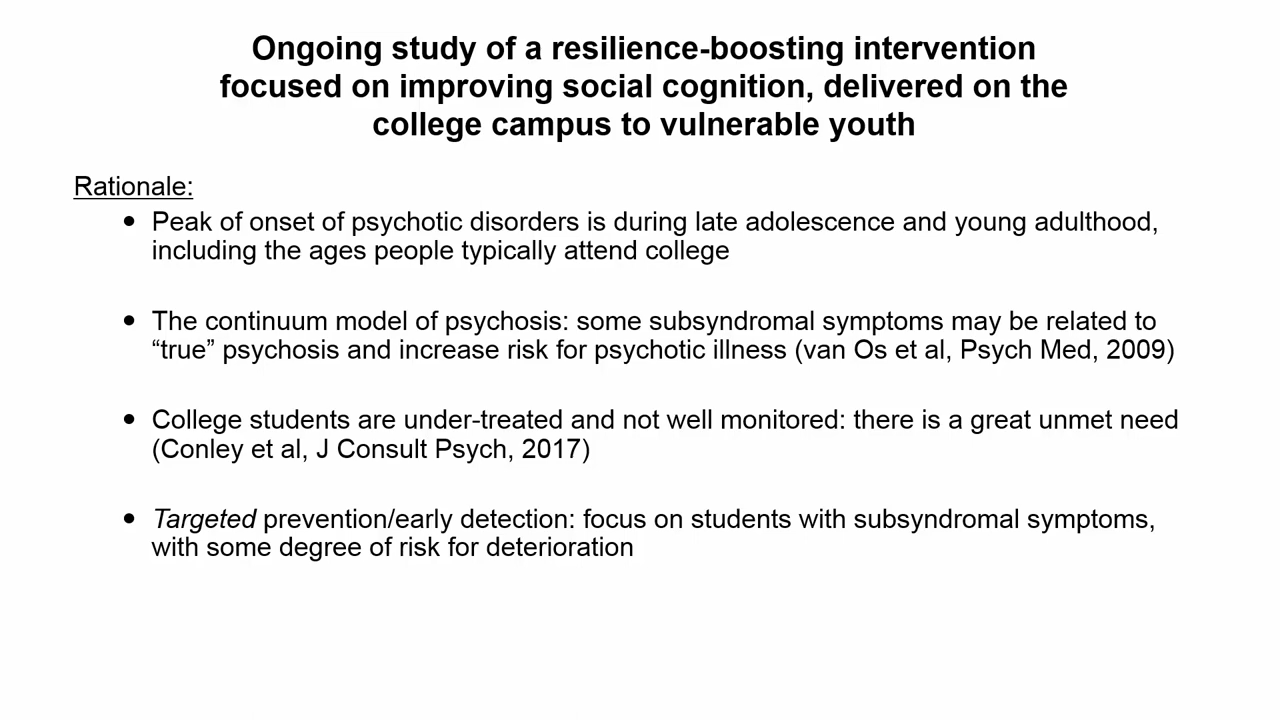 Ongoing study of a resilience-boosting intervention
focused on improving social cognition, delivered on the
college campus to vulnerable youth
Rationale:
• Peak of onset of psychotic disorders is during late adolescence and young adulthood,
including the ages people typically attend college
• The continuum model of psychosis: some subsyndromal symptoms may be related to
“true” psychosis and increase risk for psychotic illness (van Os et al, Psych Med, 2009)
• College students are under-treated and not well monitored: there is a great unmet need
(Conley et al, J Consult Psych, 2017)
• Targeted prevention/early detection: focus on students with subsyndromal symptoms,
with some degree of risk for deterioration